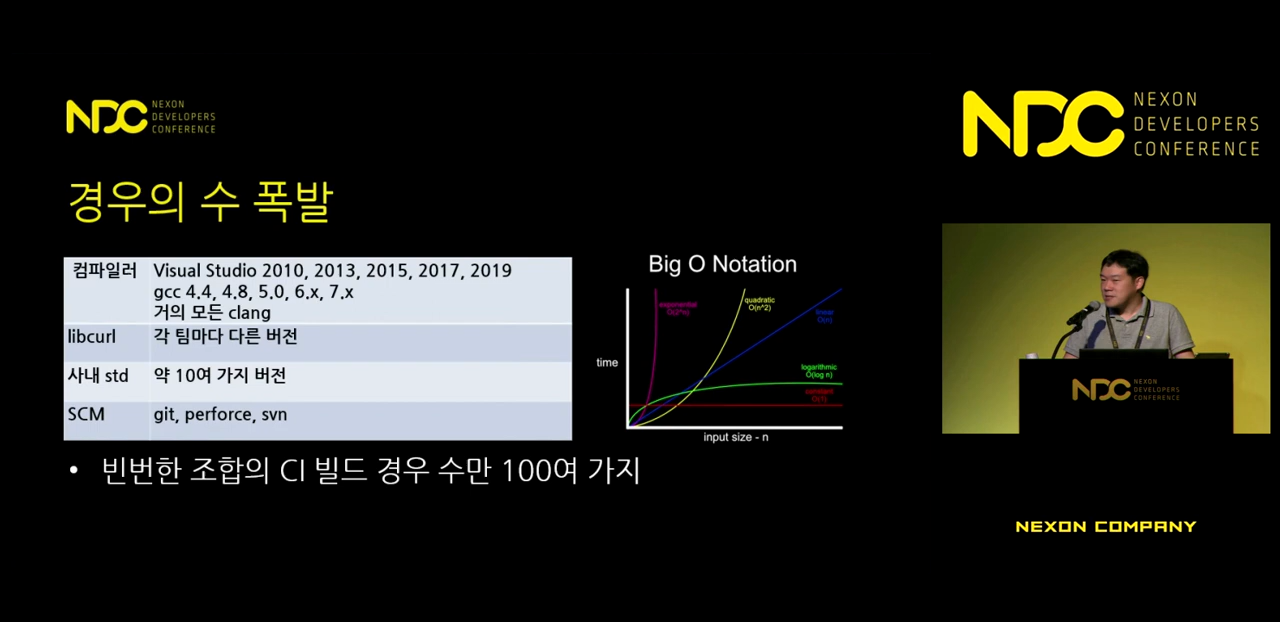 NDC NEXON
DEVELOPERS
CONFERENCE
경우의 수 폭발
컴파일러 Visual Studio 2010, 2013, 2015, 2017, 2019
gcc 4.4, 4.8, 5.0, 6.x, 7.x
거의 모든 clang
libcurl 각 팀마다 다른 버전
사내 std 약 10여 가지 버전
SCM git, perforce, svn
Big O Notation
exponential
O(2^n)
quadratic
O(n^2)
linear
O(n)
logarithmic
O(log n)
constant
O(1)
time
input size - n
• 빈번한 조합의 CI 빌드 경우 수만 100여 가지
NDC NEXON
DEVELOPERS
CONFERENCE
NDC NEXON
DEVELOPERS
CONFERENCE
NEXON COMPANY